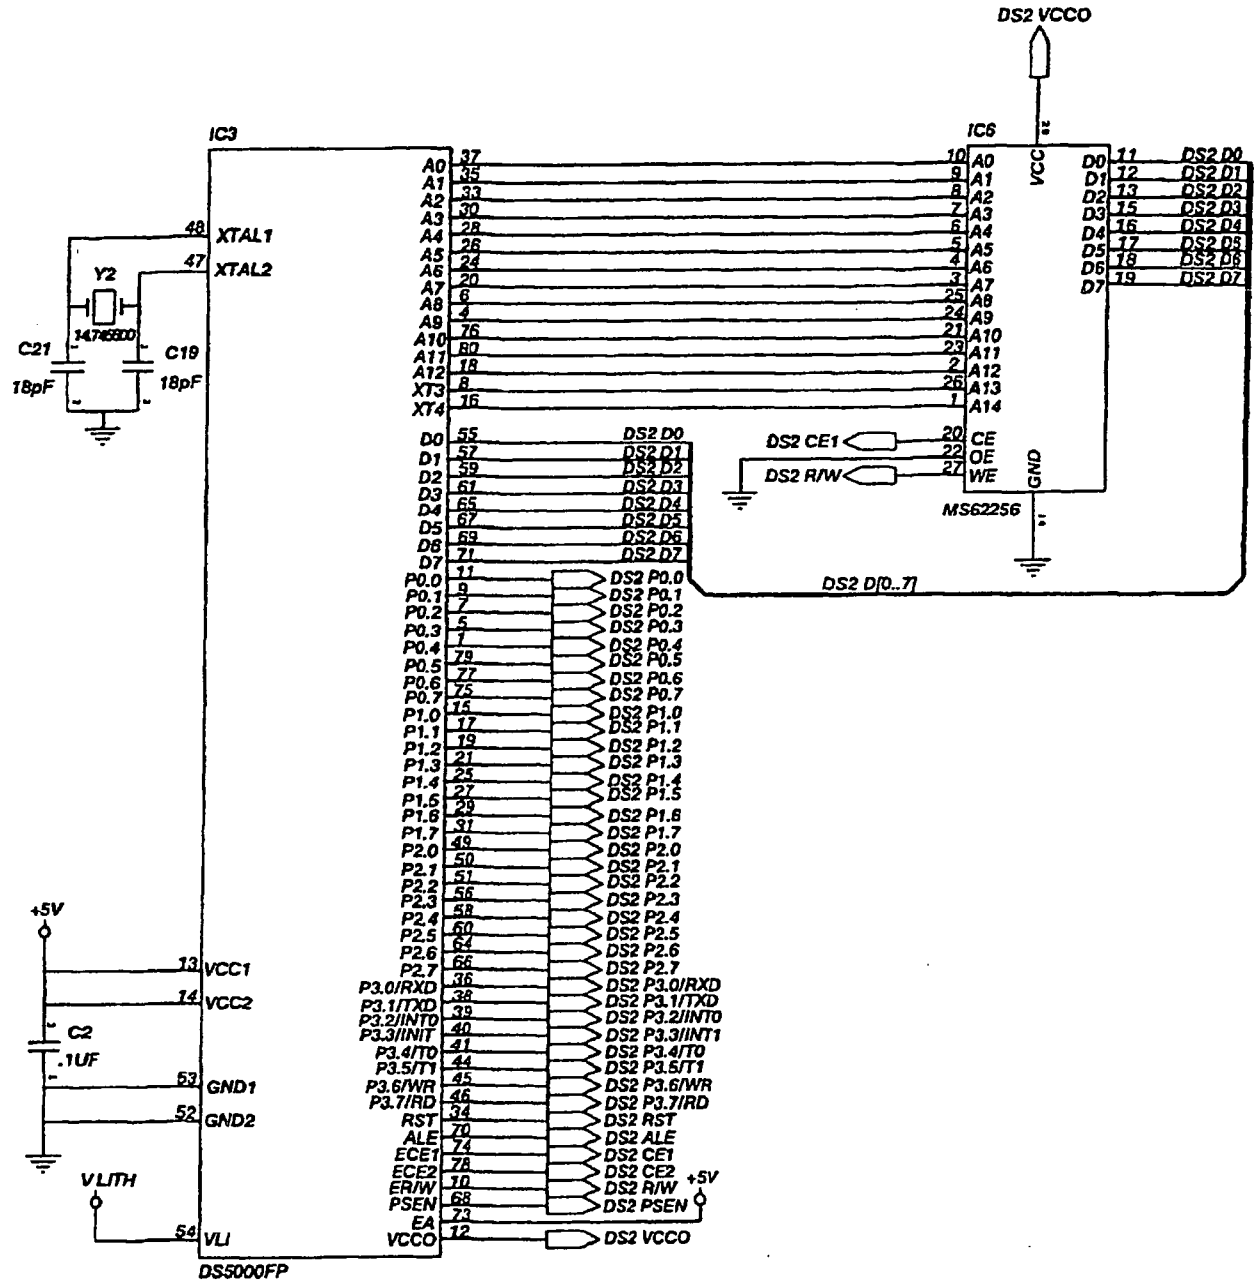 DS2 VCCO
IC3
IC6
28
VCC
37
A0
35
A1
33
A2
30
A3
28
A4
26
A5
24
A6
20
A7
6
A8
4
A9
76
A10
80
A11
18
A12
8
XT3
16
XT4
10 A0
9 A1
8 A2
7 A3
6 A4
5 A5
4 A6
3 A7
25 A8
24 A9
21 A10
23 A11
2 A12
26 A13
1 A14
20 CE
22 OE
27 WE
D0 11 DS2 D0
D1 12 DS2 D1
D2 13 DS2 D2
D3 15 DS2 D3
D4 16 DS2 D4
D5 17 DS2 D5
D6 18 DS2 D6
D7 19 DS2 D7
DS2 CE1
DS2 R/W
GND
14
MS62256
48 XTAL1
47 XTAL2
Y2
C21
18pF
C19
18pF
D0 55 DS2 D0
D1 57 DS2 D1
D2 59 DS2 D2
D3 61 DS2 D3
D4 65 DS2 D4
D5 67 DS2 D5
D6 69 DS2 D6
D7 71 DS2 D7
DS2 D[0..7]
P0.0 11 DS2 P0.0
P0.1 9 DS2 P0.1
P0.2 7 DS2 P0.2
P0.3 5 DS2 P0.3
P0.4 1 DS2 P0.4
P0.5 79 DS2 P0.5
P0.6 77 DS2 P0.6
P0.7 75 DS2 P0.7
P1.0 15 DS2 P1.0
P1.1 17 DS2 P1.1
P1.2 19 DS2 P1.2
P1.3 21 DS2 P1.3
P1.4 25 DS2 P1.4
P1.5 27 DS2 P1.5
P1.6 29 DS2 P1.6
P1.7 31 DS2 P1.7
P2.0 49 DS2 P2.0
P2.1 50 DS2 P2.1
P2.2 51 DS2 P2.2
P2.3 56 DS2 P2.3
P2.4 58 DS2 P2.4
P2.5 60 DS2 P2.5
P2.6 64 DS2 P2.6
P2.7 66 DS2 P2.7
P3.0/RXD 36 DS2 P3.0/RXD
P3.1/TXD 38 DS2 P3.1/TXD
P3.2/INT0 39 DS2 P3.2/INT0
P3.3/INIT 40 DS2 P3.3/INT1
P3.4/T0 41 DS2 P3.4/T0
P3.5/T1 44 DS2 P3.5/T1
P3.6/WR 45 DS2 P3.6/WR
P3.7/RD 46 DS2 P3.7/RD
RST 34 DS2 RST
ALE 70 DS2 ALE
ECE1 74 DS2 CE1
ECE2 78 DS2 CE2
ER/W 10 DS2 R/W
PSEN 68 DS2 PSEN
EA 73 +5V
VCCO 12 DS2 VCCO
+5V
13 VCC1
14 VCC2
C2
.1UF
53 GND1
52 GND2
V LITH
54 VLI
DS5000FP